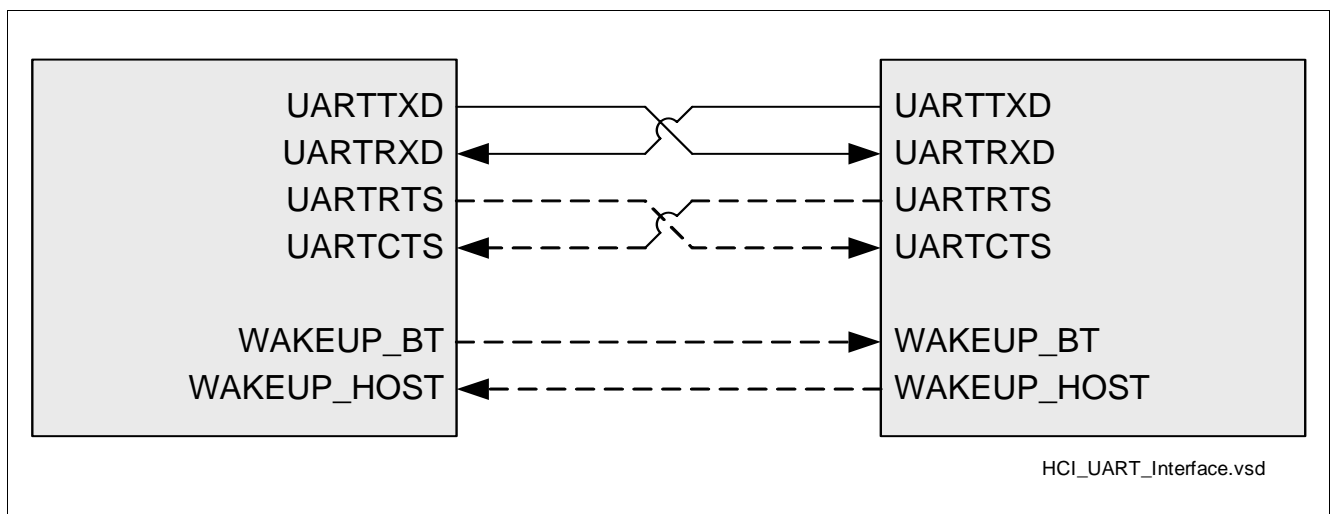 UARTTXD UARTTXD
UARTRXD UARTRXD
UARTRTS UARTRTS
UARTCTS UARTCTS
WAKEUP_BT WAKEUP_BT
WAKEUP_HOST WAKEUP_HOST
HCI_UART_Interface.vsd